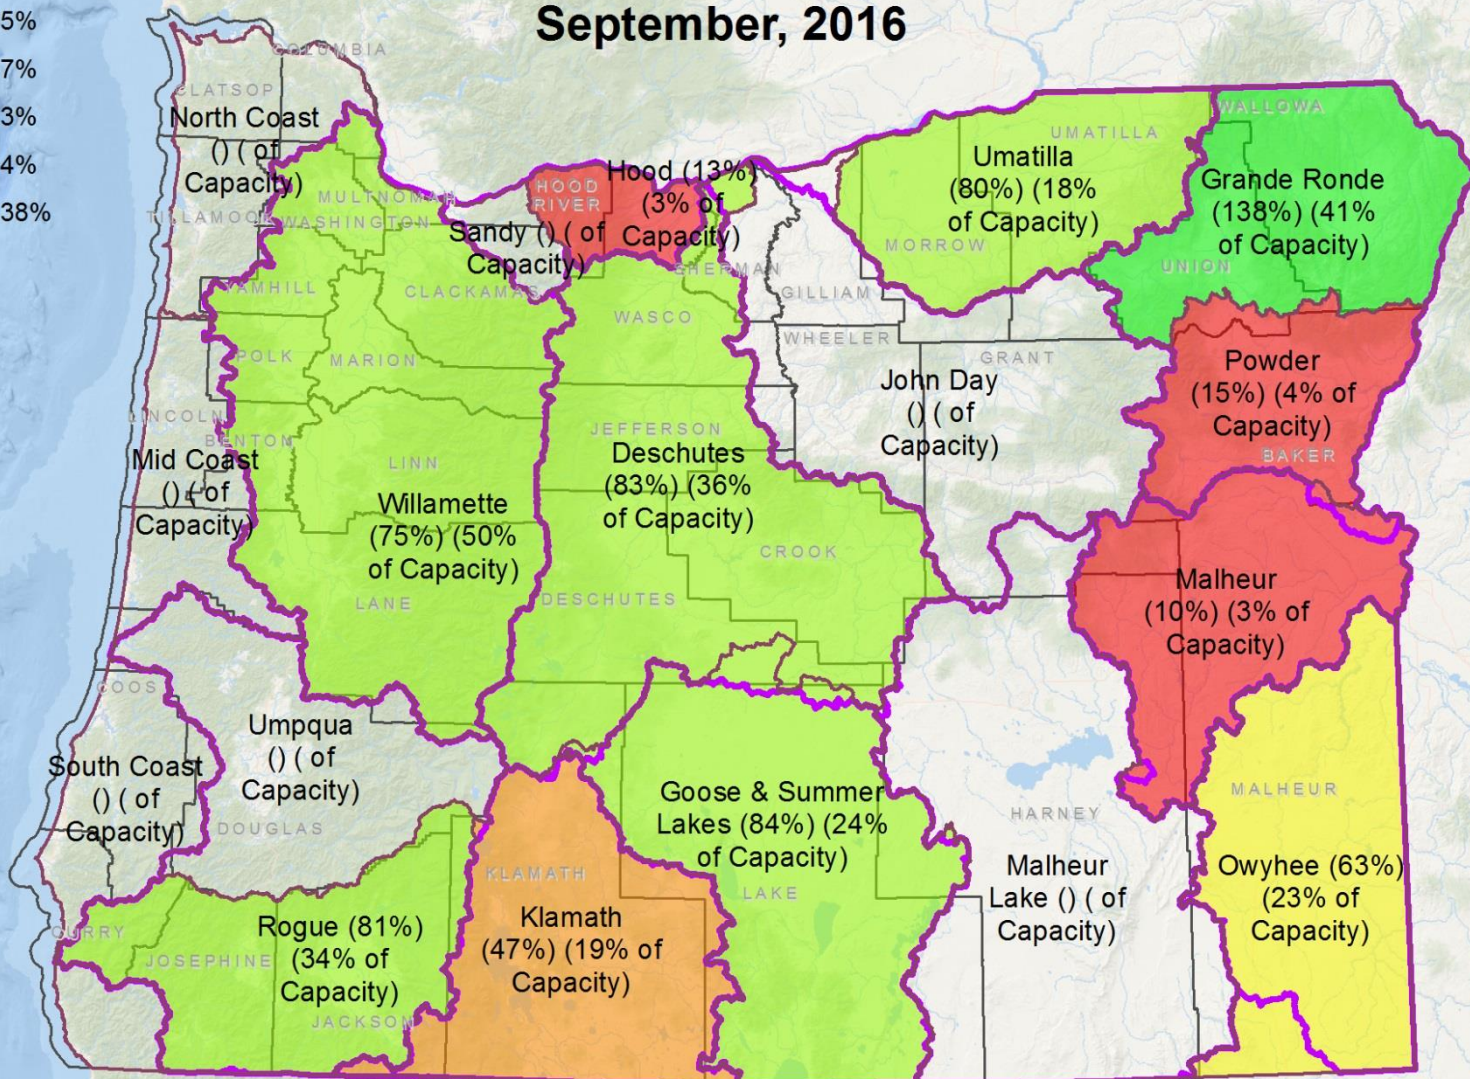 September, 2016
5%
7%
3%
4%
38%
COLUMBIA
CLATSOP
North Coast
() ( of
Capacity)
TILLAMOOK
MULTNOMAH
WASHINGTON
HOOD
RIVER
Hood (13%)
(3% of
Capacity)
Sandy () ( of
Capacity)
UMATILLA
Umatilla
(80%) (18%
of Capacity)
MORROW
WALLOWA
Grande Ronde
(138%) (41%
of Capacity)
UNION
YAMHILL
CLACKAMAS
SHERMAN
GILLIAM
WASCO
WHEELER
GRANT
POLK
MARION
John Day
() ( of
Capacity)
Powder
(15%) (4% of
Capacity)
BAKER
LINCOLN
BENTON
LINN
JEFFERSON
Mid Coast
() ( of
Capacity)
Willamette
(75%) (50%
of Capacity)
Deschutes
(83%) (36%
of Capacity)
CROOK
LANE
DESCHUTES
Malheur
(10%) (3% of
Capacity)
COOS
Umpqua
() ( of
Capacity)
South Coast
() ( of
Capacity)
DOUGLAS
Goose & Summer
Lakes (84%) (24%
of Capacity)
LAKE
HARNEY
MALHEUR
KLAMATH
Malheur
Lake () ( of
Capacity)
Owyhee (63%)
(23% of
Capacity)
CURRY
JOSEPHINE
Rogue (81%)
(34% of
Capacity)
JACKSON
Klamath
(47%) (19% of
Capacity)